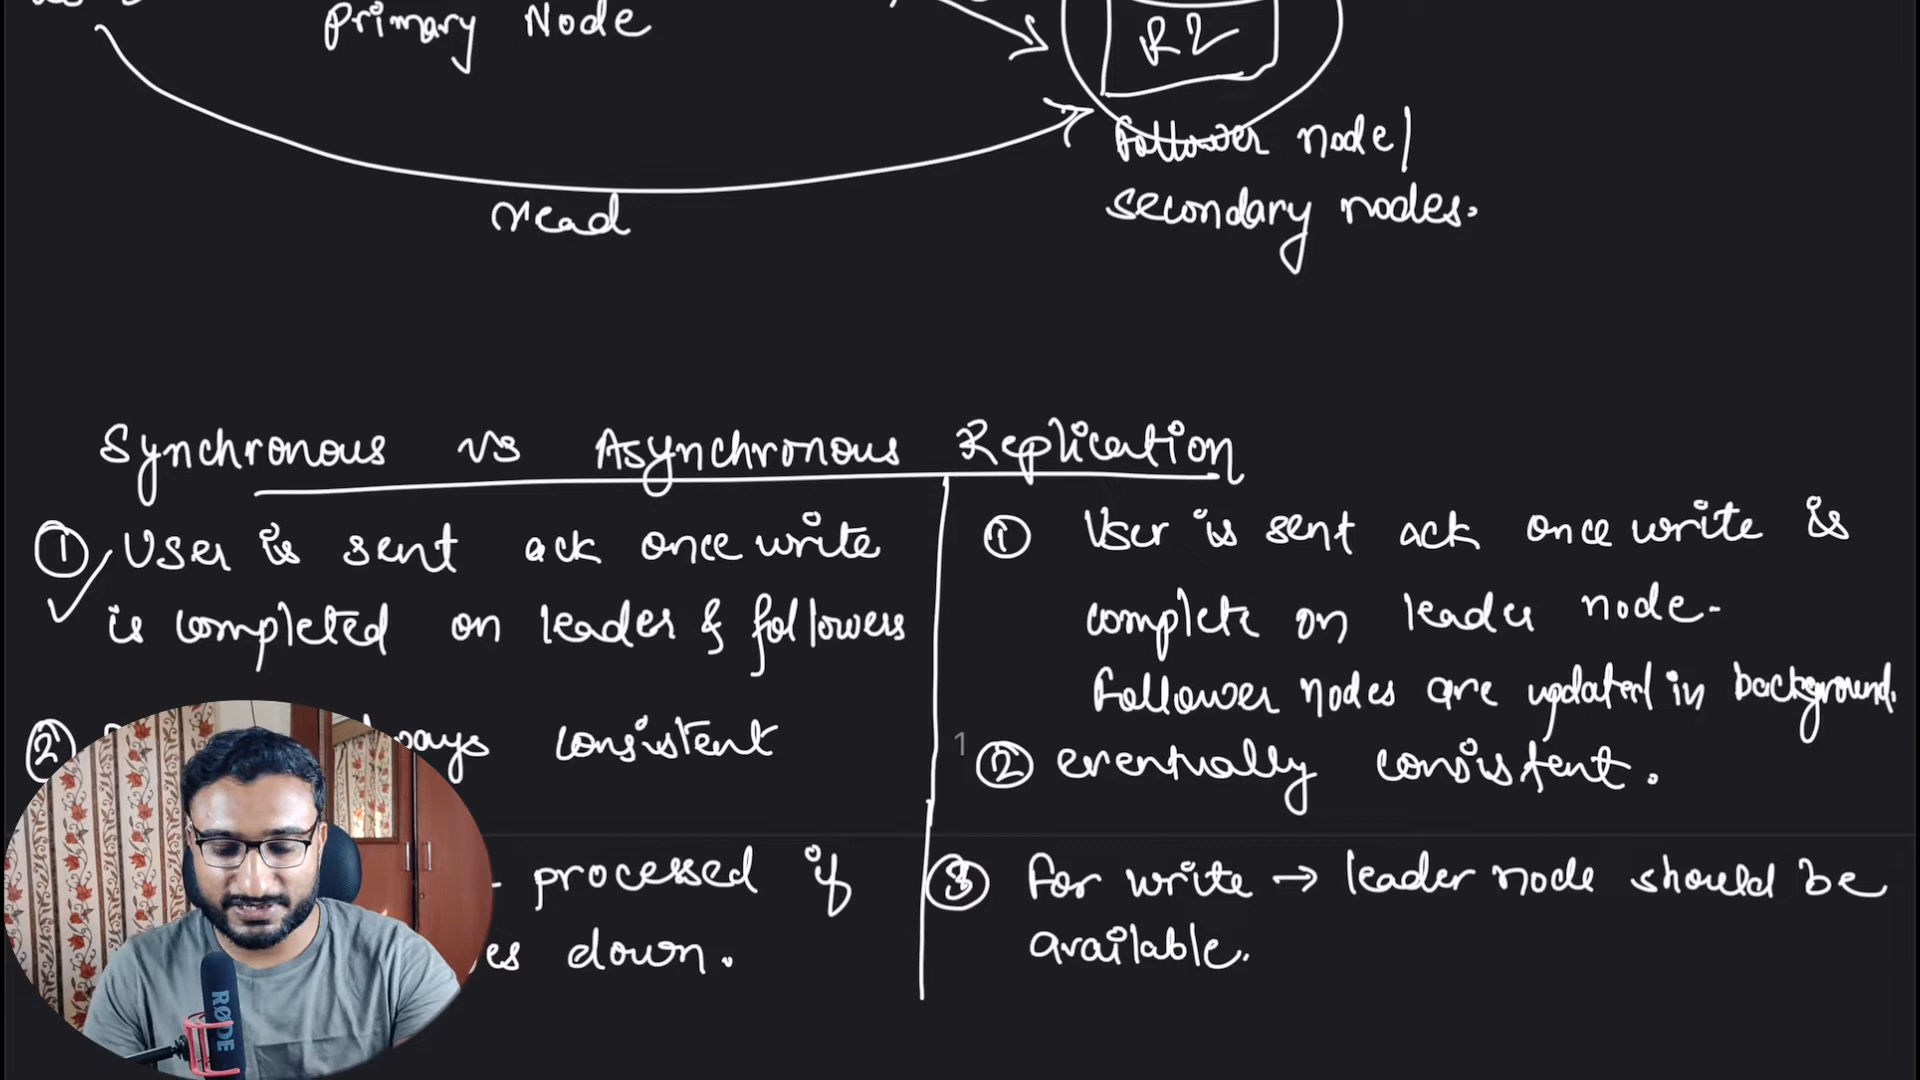 Primary Node
R2
Follower node/
secondary nodes.
read
Synchronous vs Asynchronous Replication
① User is sent ack once write
is completed on leader & followers
② consistent
processed if
down.
① User is sent ack once write is
complete on leader node.
Follower nodes are updated in background.
1
② eventually consistent.
③ For write → leader node should be
available.
RØDE